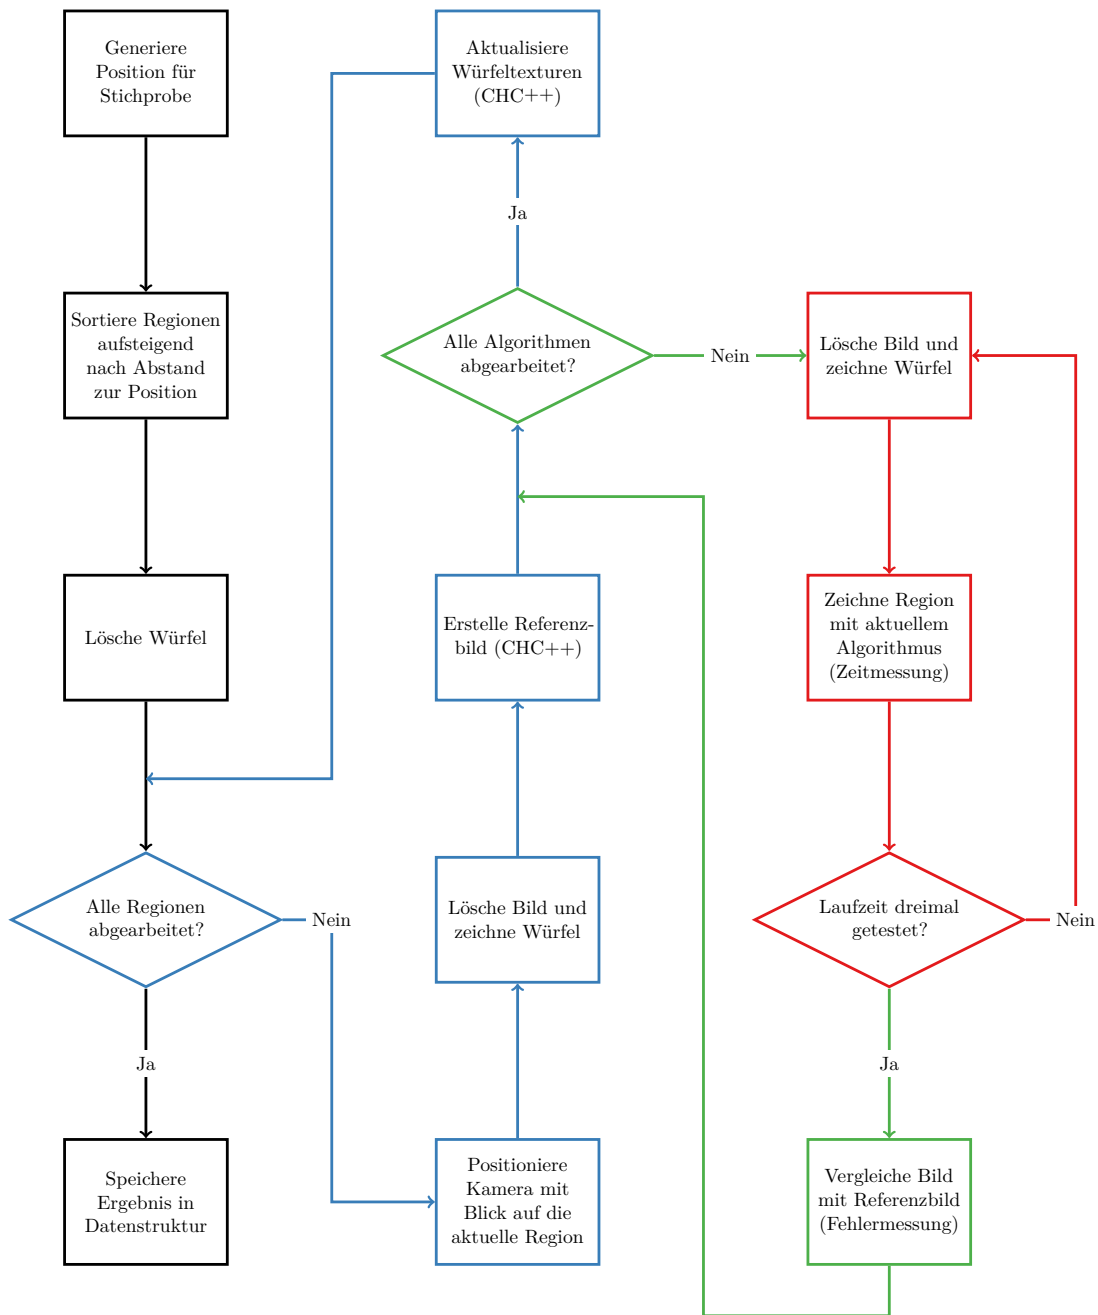 Generiere
Position für
Stichprobe
Sortiere Regionen
aufsteigend
nach Abstand
zur Position
Lösche Würfel
Alle Regionen
abgearbeitet?
Nein
Ja
Speichere
Ergebnis in
Datenstruktur
Aktualisiere
Würfeltexturen
(CHC++)
Ja
Alle Algorithmen
abgearbeitet?
Nein
Erstelle Referenz-
bild (CHC++)
Lösche Bild und
zeichne Würfel
Positioniere
Kamera mit
Blick auf die
aktuelle Region
Lösche Bild und
zeichne Würfel
Zeichne Region
mit aktuellem
Algorithmus
(Zeitmessung)
Laufzeit dreimal
getestet?
Nein
Ja
Vergleiche Bild
mit Referenzbild
(Fehlermessung)